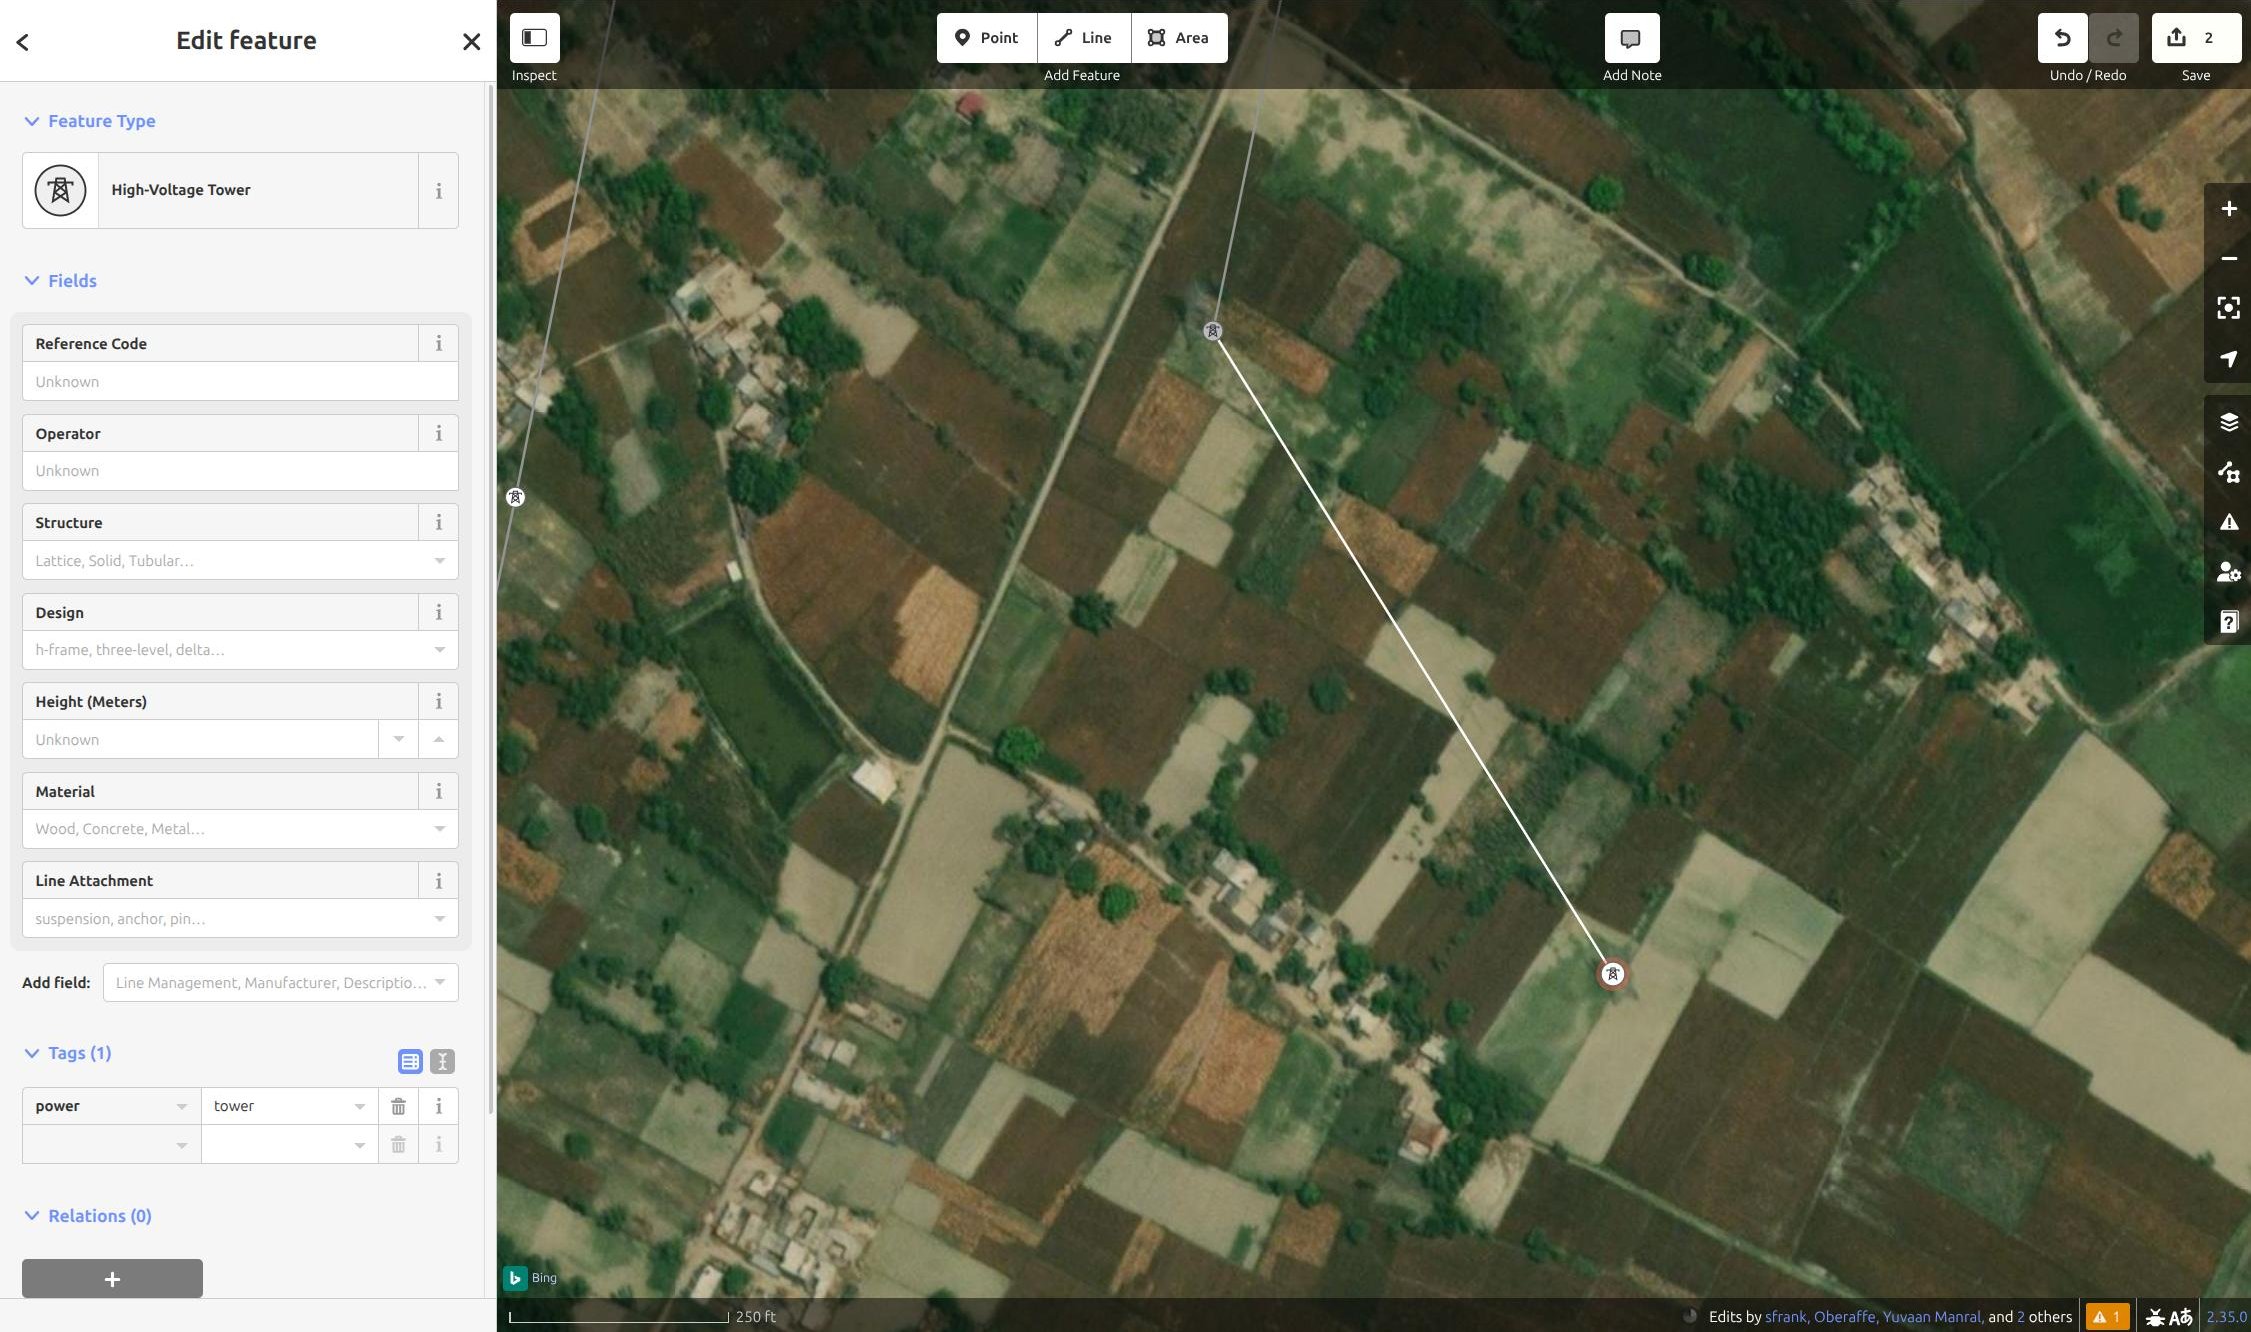 Edit feature
Inspect
Point
Line
Area
Add Feature
Add Note
Undo / Redo
2
Save
Feature Type
High-Voltage Tower
Fields
Reference Code
Unknown
Operator
Unknown
Structure
Lattice, Solid, Tubular…
Design
h-frame, three-level, delta…
Height (Meters)
Unknown
Material
Wood, Concrete, Metal…
Line Attachment
suspension, anchor, pin…
Add field:
Line Management, Manufacturer, Descriptio…
Tags (1)
power
tower
Relations (0)
+
Bing
250 ft
Edits by sfrank, Oberaffe, Yuvaan Manral, and 2 others
1
Aあ
2.35.0